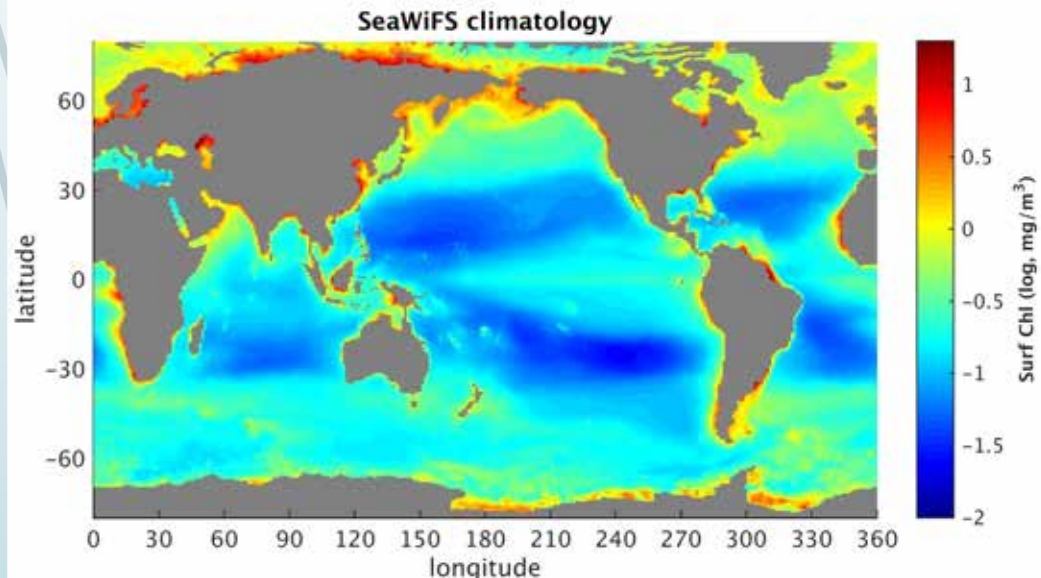 SeaWiFS climatology
60
30
0
−30
−60
latitude
0 30 60 90 120 150 180 210 240 270 300 330 360
longitude
1
0.5
0
−0.5
−1
−1.5
−2
Surf Chl (log, mg/m³)